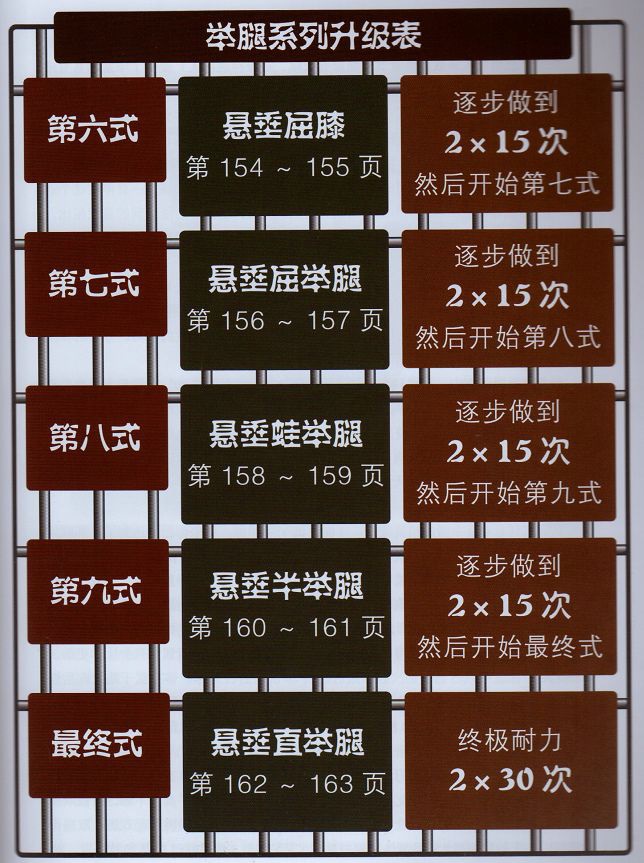 举腿系列升级表
第六式
悬垂屈膝
第 154 ~ 155 页
逐步做到
2 × 15 次
然后开始第七式
第七式
悬垂屈举腿
第 156 ~ 157 页
逐步做到
2 × 15 次
然后开始第八式
第八式
悬垂蛙举腿
第 158 ~ 159 页
逐步做到
2 × 15 次
然后开始第九式
第九式
悬垂半举腿
第 160 ~ 161 页
逐步做到
2 × 15 次
然后开始最终式
最终式
悬垂直举腿
第 162 ~ 163 页
终极耐力
2 × 30 次